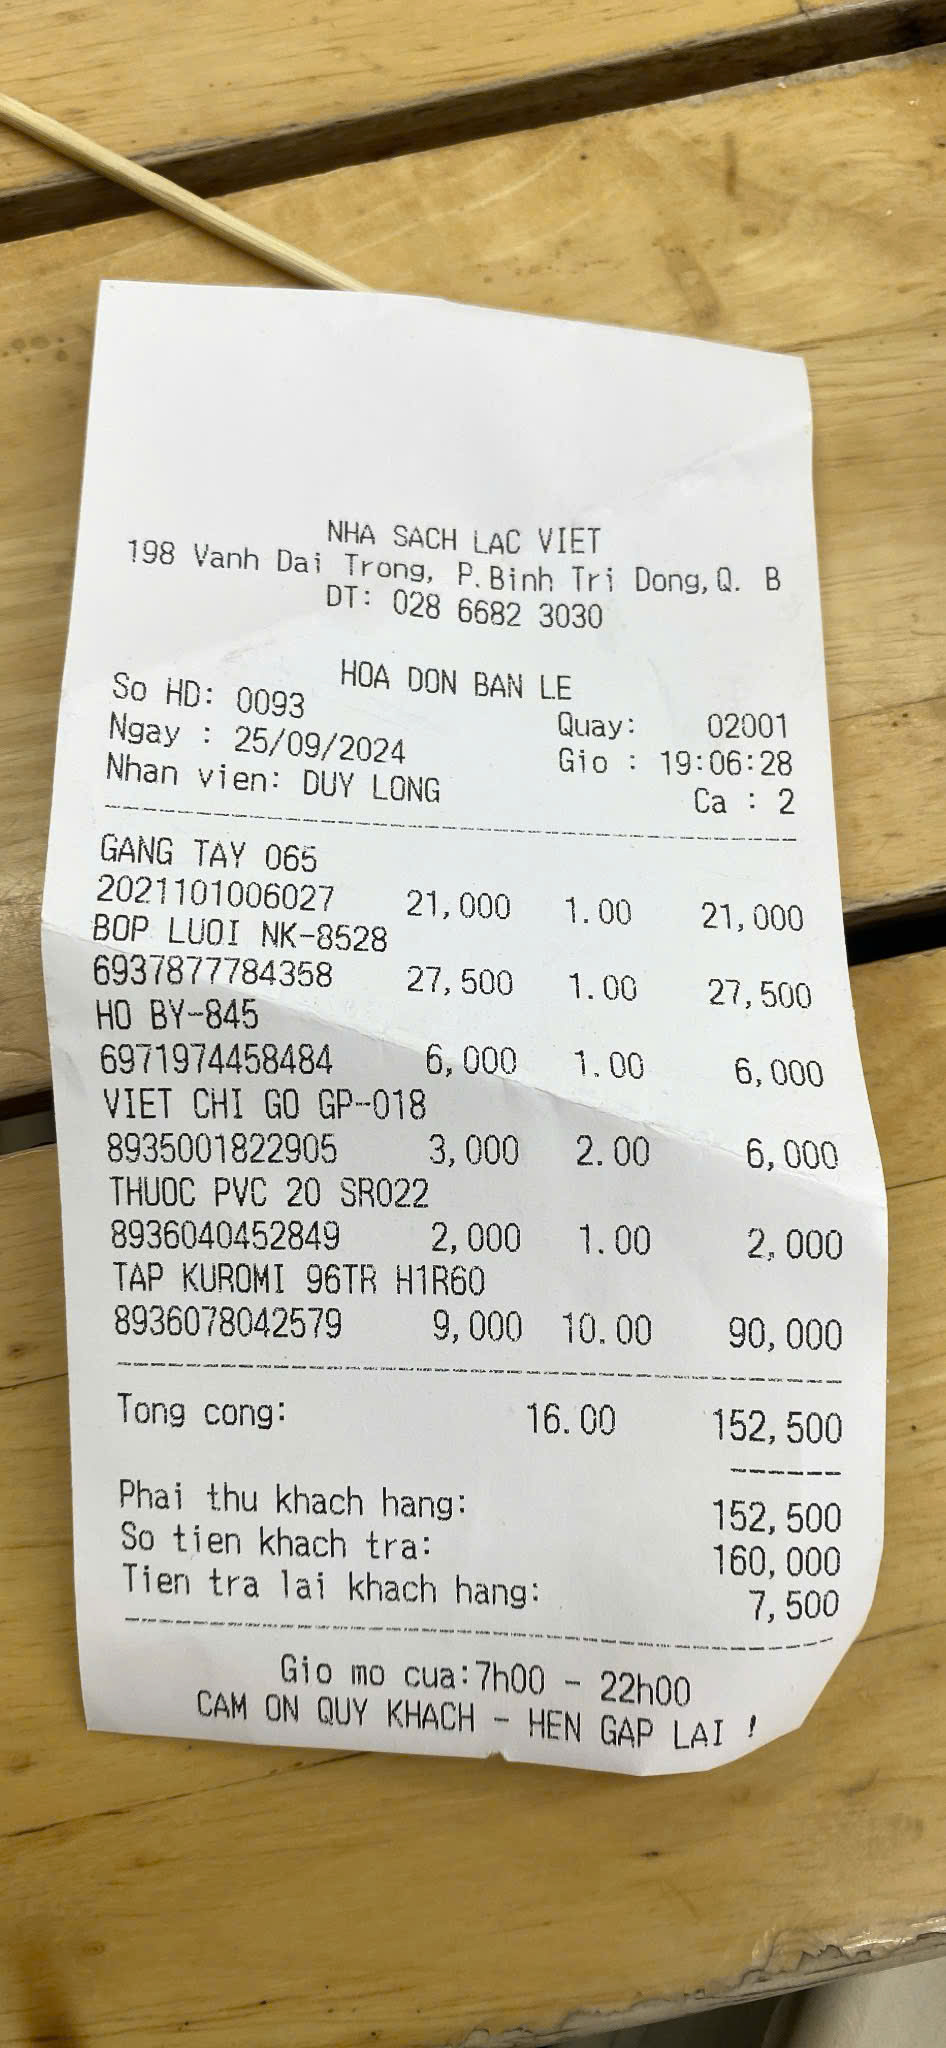 NHA SACH LAC VIET
198 Vanh Dai Trong, P.Binh Tri Dong,Q. B
DT: 028 6682 3030
HOA DON BAN LE
So HD: 0093 Quay: 02001
Ngay : 25/09/2024 Gio : 19:06:28
Nhan vien: DUY LONG Ca : 2
GANG TAY 065
2021101006027 21,000 1.00 21,000
BOP LUOI NK-8528
6937877784358 27,500 1.00 27,500
HO BY-845
6971974458484 6,000 1.00 6,000
VIET CHI GO GP-018
8935001822905 3,000 2.00 6,000
THUOC PVC 20 SR022
8936040452849 2,000 1.00 2,000
TAP KUROMI 96TR H1R60
8936078042579 9,000 10.00 90,000
Tong cong: 16.00 152,500
Phai thu khach hang: 152,500
So tien khach tra: 160,000
Tien tra lai khach hang: 7,500
Gio mo cua:7h00 - 22h00
CAM ON QUY KHACH - HEN GAP LAI !